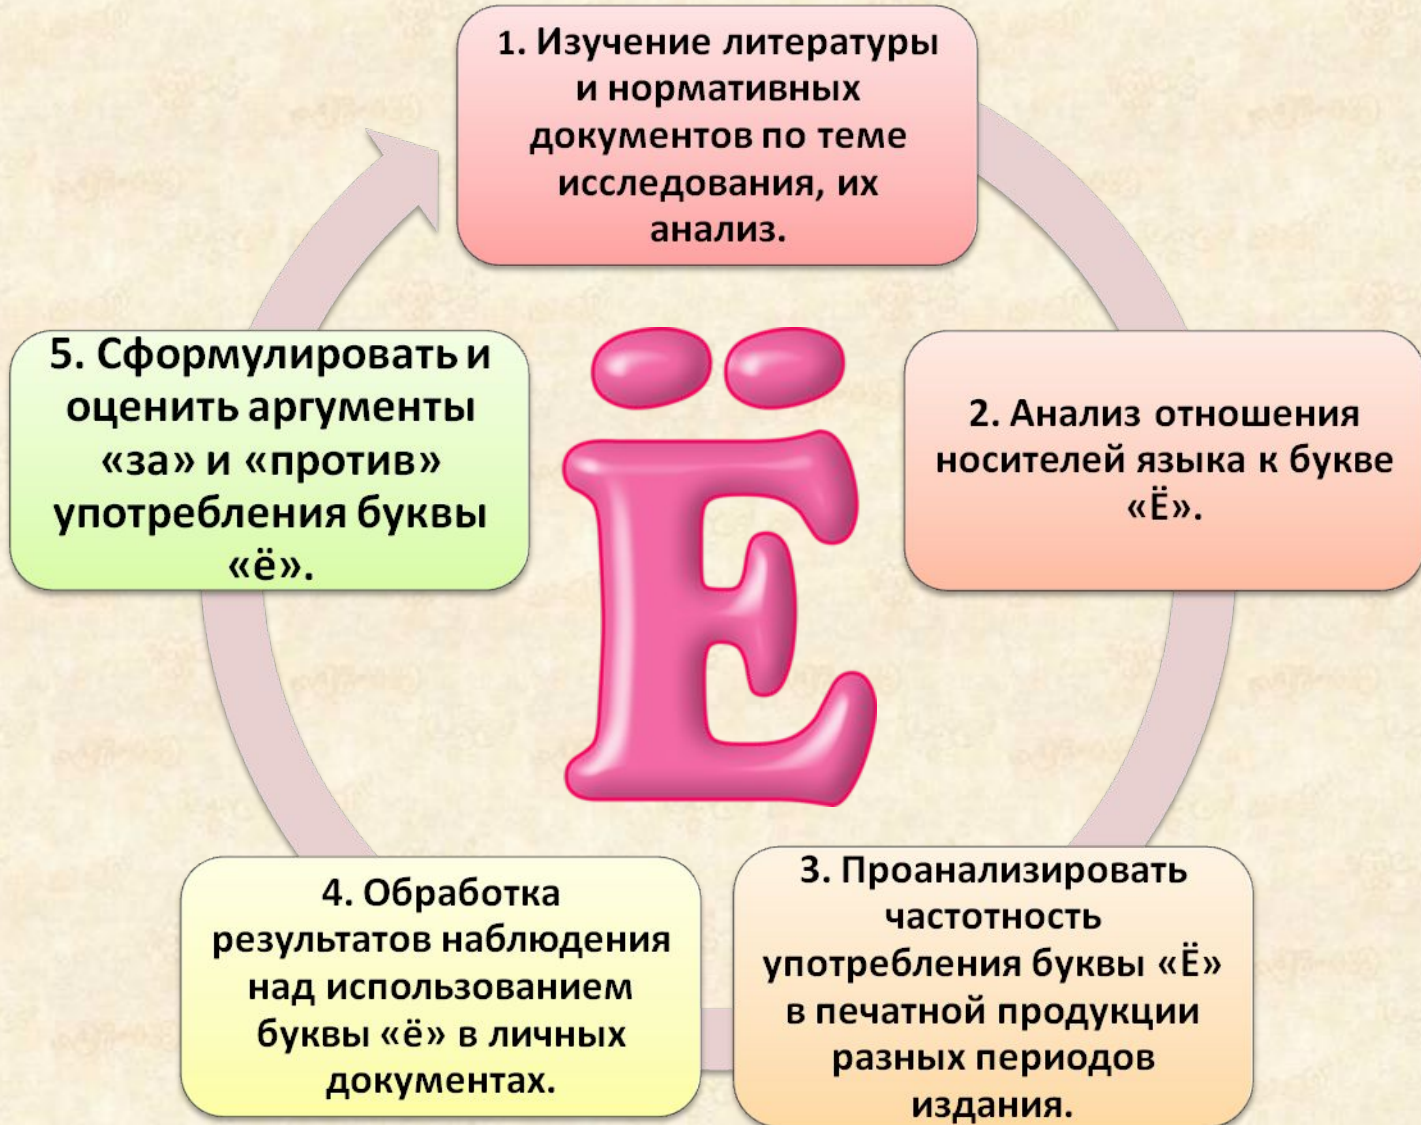 1. Изучение литературы
и нормативных
документов по теме
исследования, их
анализ.
2. Анализ отношения
носителей языка к букве
«Ё».
3. Проанализировать
частотность
употребления буквы «Ё»
в печатной продукции
разных периодов
издания.
4. Обработка
результатов наблюдения
над использованием
буквы «ё» в личных
документах.
5. Сформулировать и
оценить аргументы
«за» и «против»
употребления буквы
«ё».
Ё